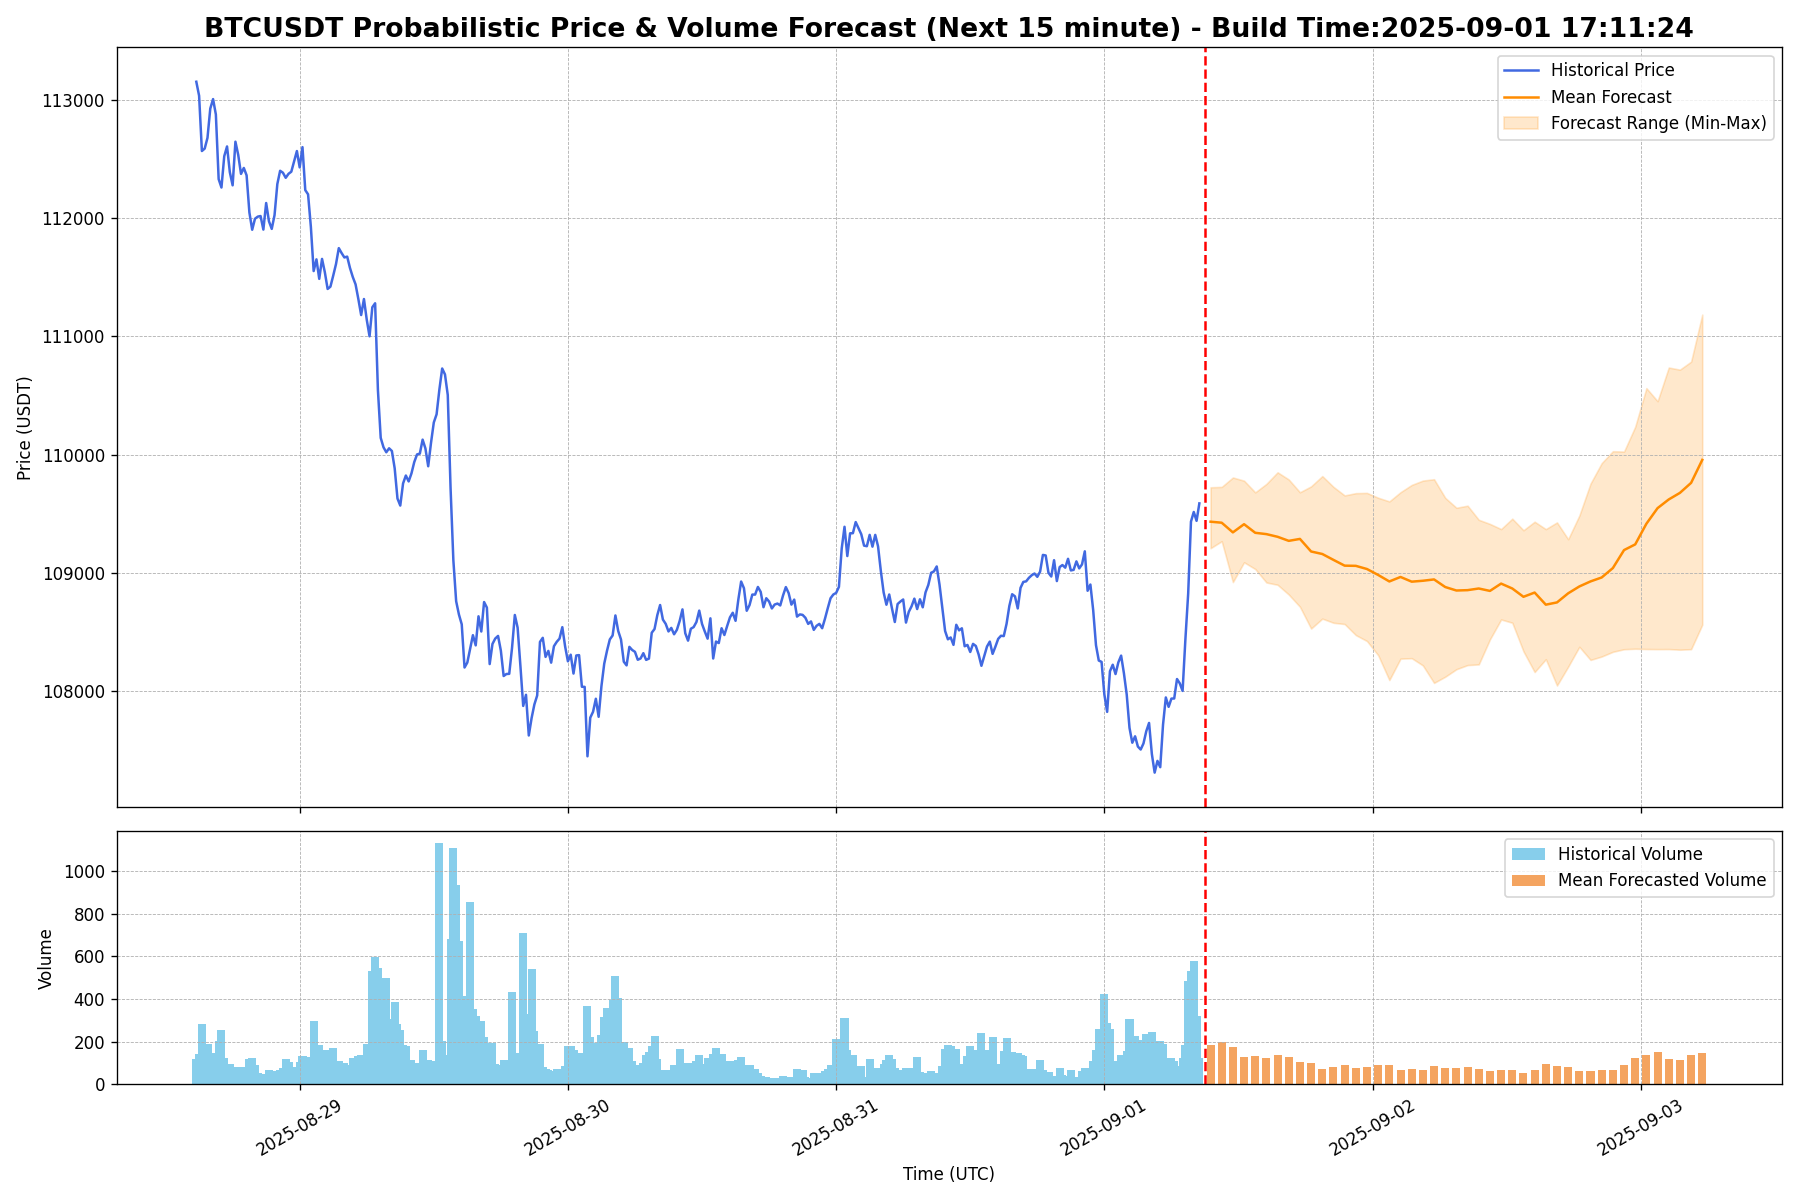 BTCUSDT Probabilistic Price & Volume Forecast (Next 15 minute) - Build Time:2025-09-01 17:11:24
Historical Price
Mean Forecast
Forecast Range (Min-Max)
113000
112000
111000
110000
109000
108000
Price (USDT)
Historical Volume
Mean Forecasted Volume
1000
800
600
400
200
0
Volume
2025-08-29
2025-08-30
2025-08-31
2025-09-01
2025-09-02
2025-09-03
Time (UTC)